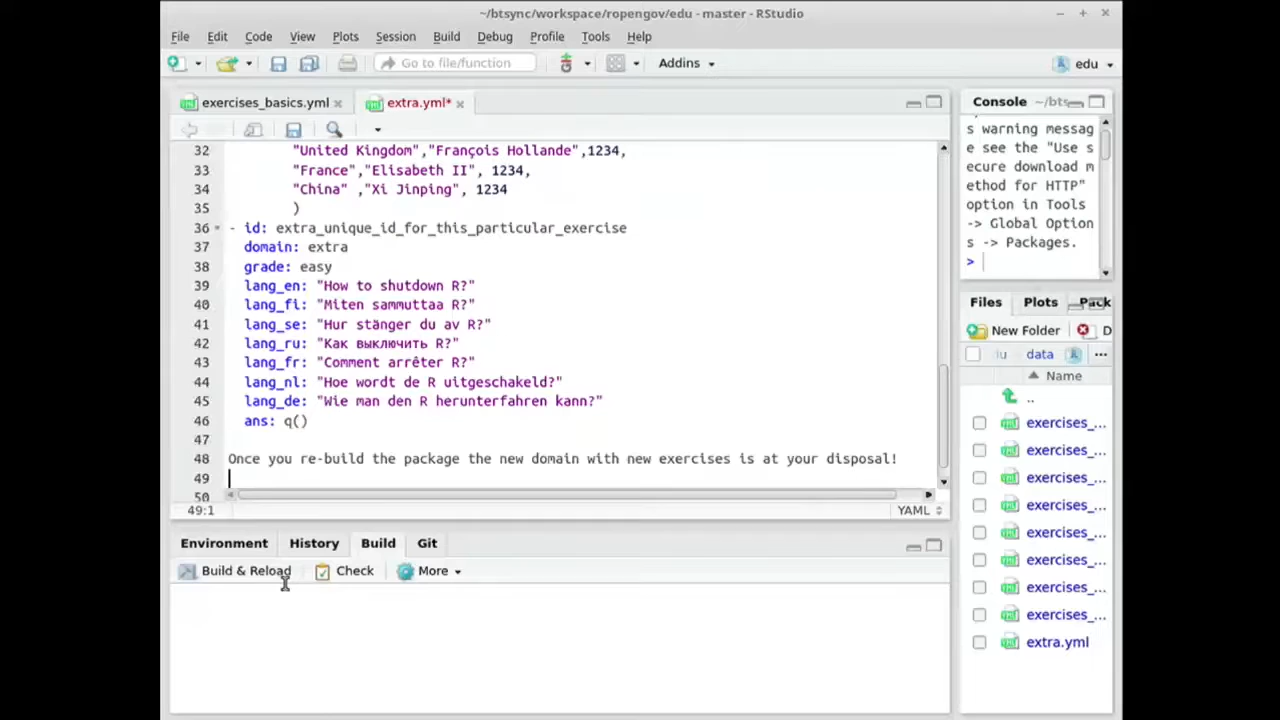 ~/btsync/workspace/ropengov/edu - master - RStudio
File Edit Code View Plots Session Build Debug Profile Tools Help
Go to file/function Addins edu
exercises_basics.yml extra.yml*
32 "United Kingdom","François Hollande",1234,
33 "France","Elisabeth II", 1234,
34 "China" ,"Xi Jinping", 1234
35 )
36 - id: extra_unique_id_for_this_particular_exercise
37 domain: extra
38 grade: easy
39 lang_en: "How to shutdown R?"
40 lang_fi: "Miten sammuttaa R?"
41 lang_se: "Hur stänger du av R?"
42 lang_ru: "Как выключить R?"
43 lang_fr: "Comment arrêter R?"
44 lang_nl: "Hoe wordt de R uitgeschakeld?"
45 lang_de: "Wie man den R herunterfahren kann?"
46 ans: q()
47
48 Once you re-build the package the new domain with new exercises is at your disposal!
49
50
49:1 YAML
Environment History Build Git
Build & Reload Check More
Console ~/bts
s warning messag
e see the "Use s
ecure download m
ethod for HTTP"
option in Tools
-> Global Option
s -> Packages.
>
Files Plots Pack
New Folder D
iu data ...
Name
..
exercises_...
exercises_...
exercises_...
exercises_...
exercises_...
exercises_...
exercises_...
exercises_...
extra.yml